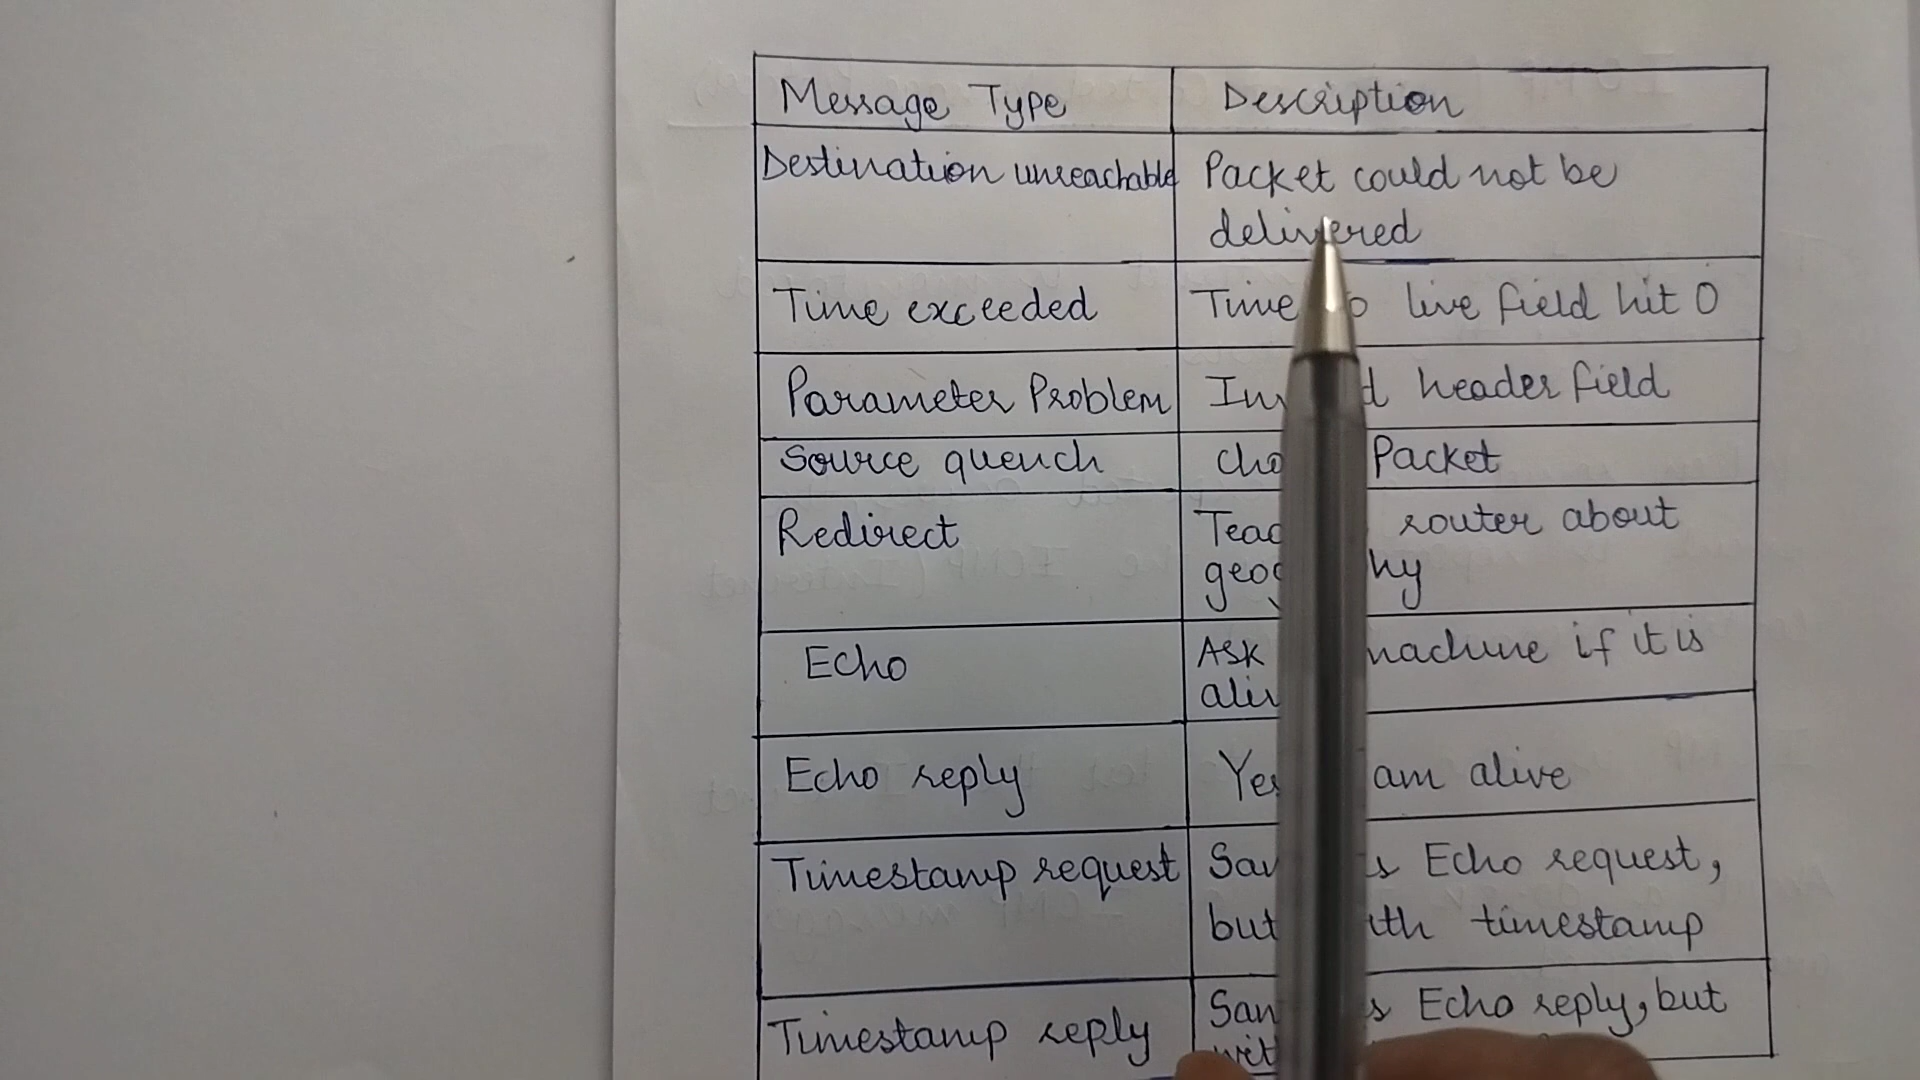 Message Type Description
Destination unreachable Packet could not be
delivered
Time exceeded Time live field hit 0
Parameter Problem header field
Source quench Packet
Redirect router about
Echo if it is
Echo reply am alive
Timestamp request Echo request,
but timestamp
Timestamp reply Echo reply, but